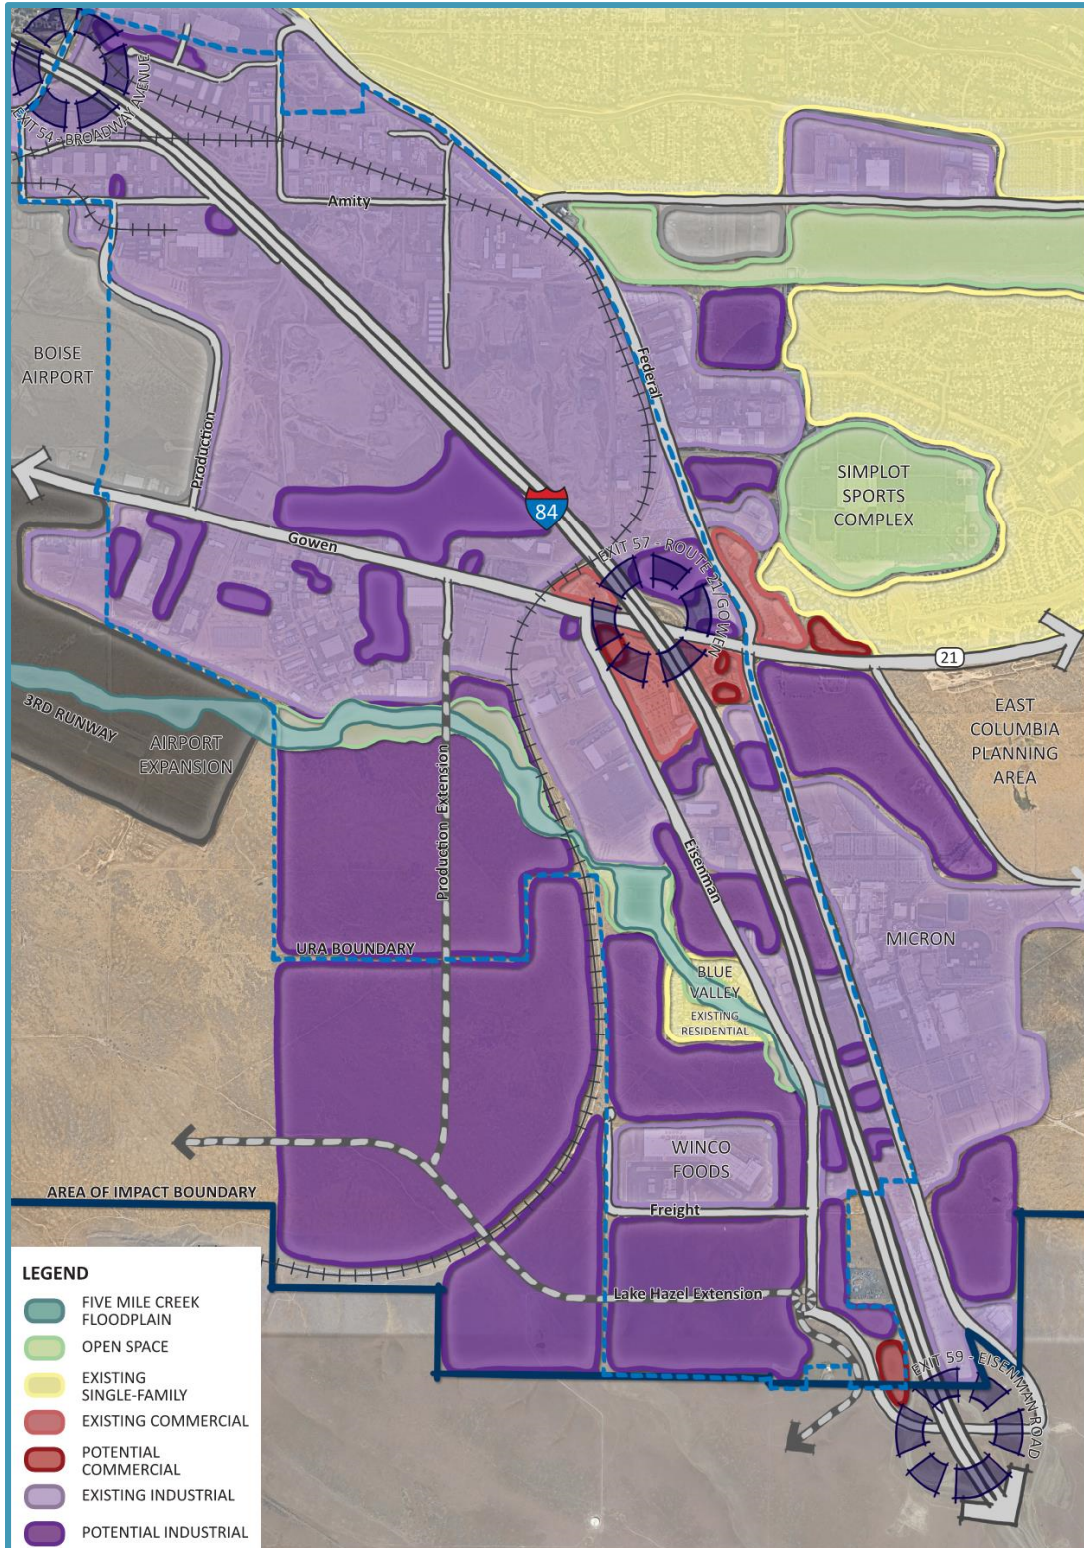 EXIT 54 - BROADWAY AVENUE
Amity
BOISE
AIRPORT
Federal
Production
SIMPLOT
SPORTS
COMPLEX
84
Gowen
EXIT 57 - ROUTE 21/GOWEN
21
3RD RUNWAY
AIRPORT
EXPANSION
EAST
COLUMBIA
PLANNING
AREA
Production Extension
Eisenman
URA BOUNDARY
MICRON
BLUE
VALLEY
EXISTING
RESIDENTIAL
WINCO
FOODS
AREA OF IMPACT BOUNDARY
Freight
Lake Hazel Extension
EXIT 59 - EISENMAN ROAD
LEGEND
FIVE MILE CREEK
FLOODPLAIN
OPEN SPACE
EXISTING
SINGLE-FAMILY
EXISTING COMMERCIAL
POTENTIAL
COMMERCIAL
EXISTING INDUSTRIAL
POTENTIAL INDUSTRIAL